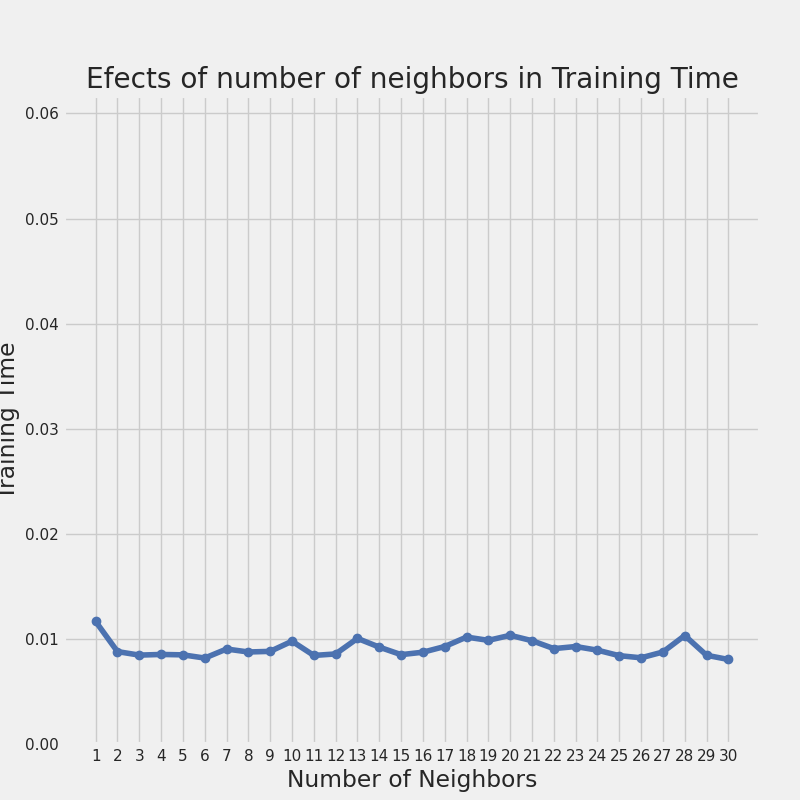 Efects of number of neighbors in Training Time
0.06
0.05
0.04
0.03
0.02
0.01
0.00
Training Time
1 2 3 4 5 6 7 8 9 10 11 12 13 14 15 16 17 18 19 20 21 22 23 24 25 26 27 28 29 30
Number of Neighbors